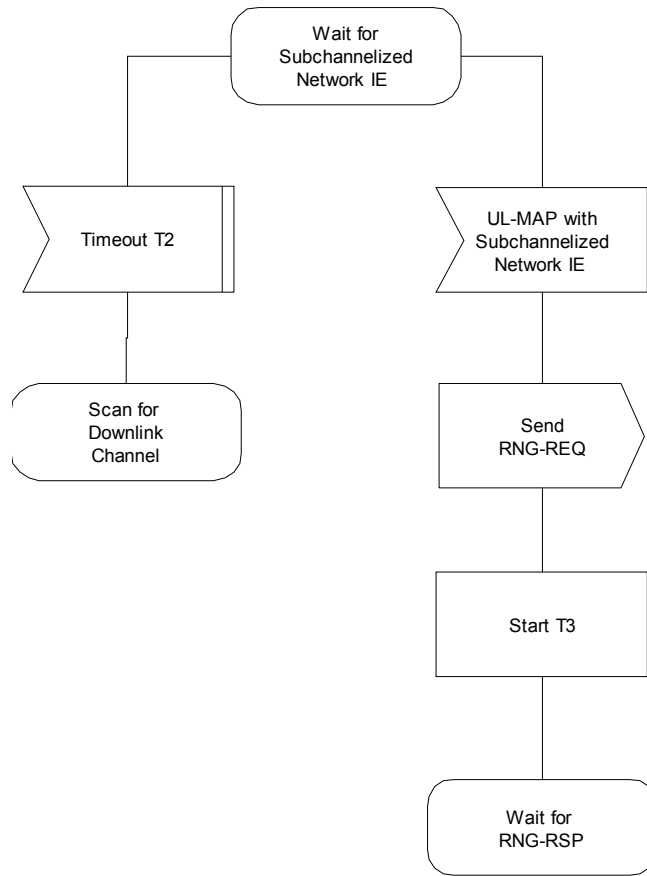 Wait for
Subchannelized
Network IE
Timeout T2
UL-MAP with
Subchannelized
Network IE
Scan for
Downlink
Channel
Send
RNG-REQ
Start T3
Wait for
RNG-RSP